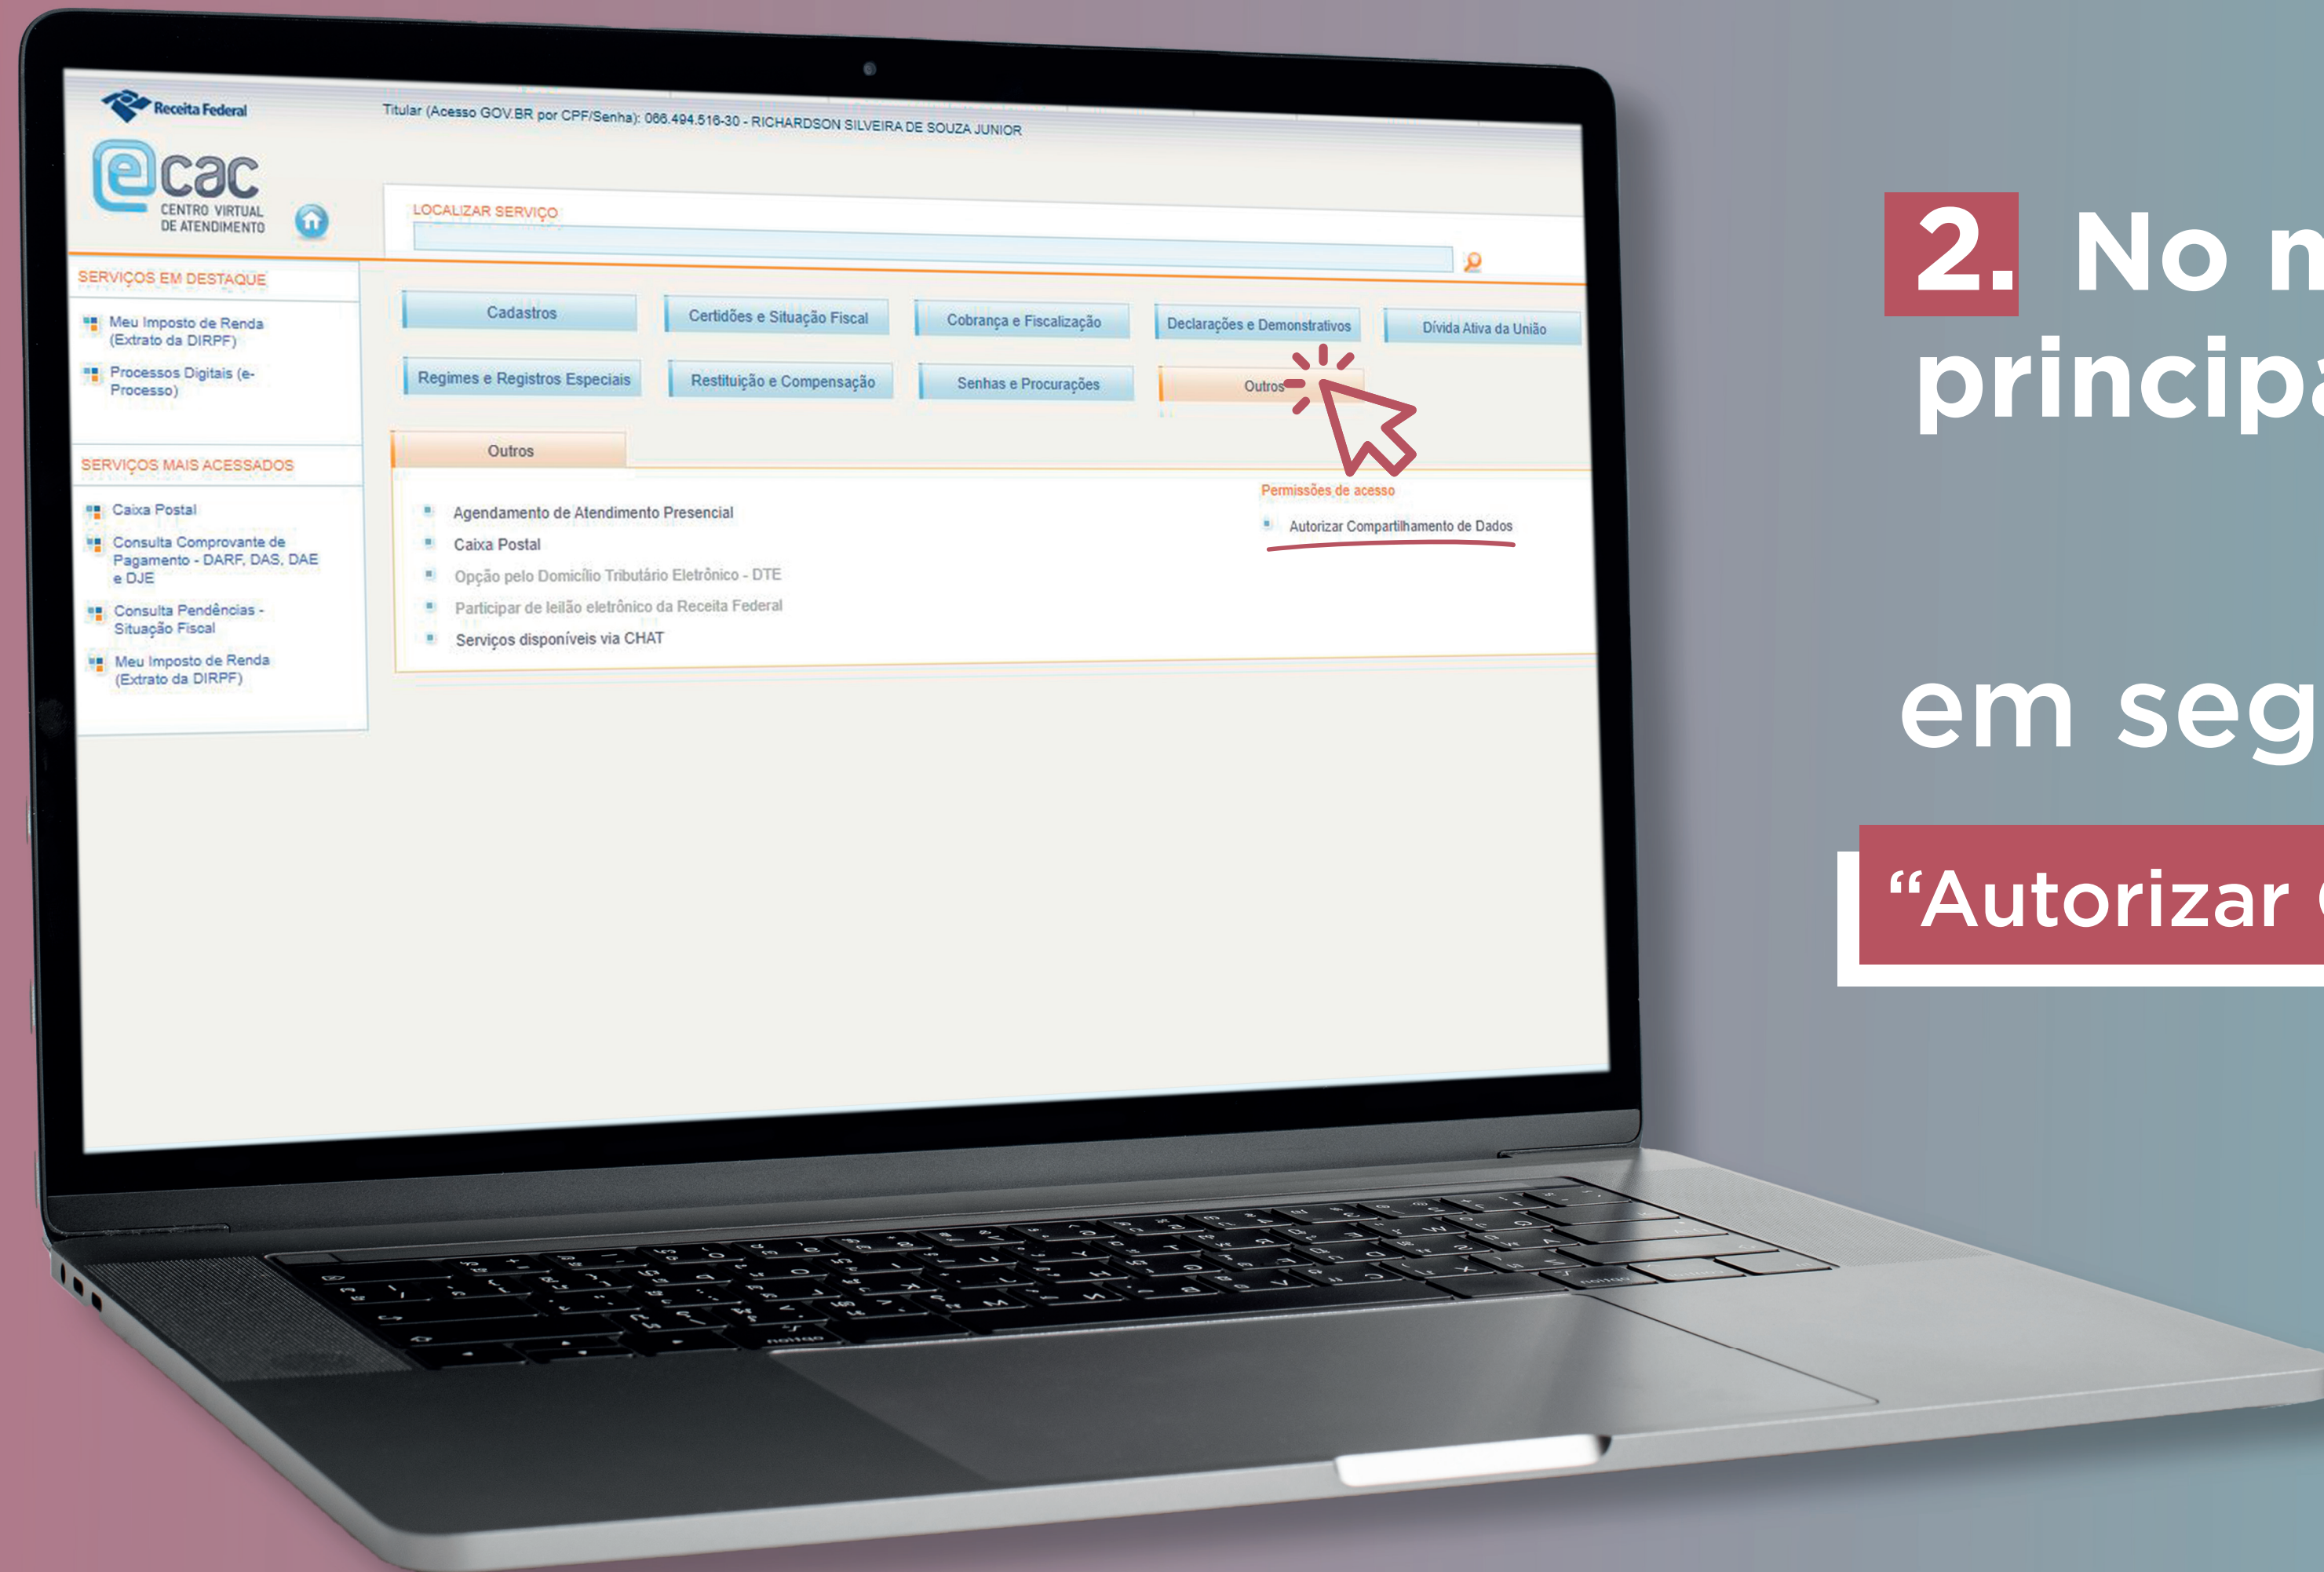 Receita Federal
Titular (Acesso GOV.BR por CPF/Senha): 066.494.516-30 - RICHARDSON SILVEIRA DE SOUZA JUNIOR
ecac
CENTRO VIRTUAL
DE ATENDIMENTO
LOCALIZAR SERVIÇO
SERVIÇOS EM DESTAQUE
Meu Imposto de Renda
(Extrato da DIRPF)
Processos Digitais (e-
Processo)
SERVIÇOS MAIS ACESSADOS
Caixa Postal
Consulta Comprovante de
Pagamento - DARF, DAS, DAE
e DJE
Consulta Pendências -
Situação Fiscal
Meu Imposto de Renda
(Extrato da DIRPF)
Cadastros
Certidões e Situação Fiscal
Cobrança e Fiscalização
Declarações e Demonstrativos
Dívida Ativa da União
Regimes e Registros Especiais
Restituição e Compensação
Senhas e Procurações
Outros
Outros
Agendamento de Atendimento Presencial
Caixa Postal
Opção pelo Domicílio Tributário Eletrônico - DTE
Participar de leilão eletrônico da Receita Federal
Serviços disponíveis via CHAT
Permissões de acesso
Autorizar Compartilhamento de Dados
2. No
em
“Autorizar